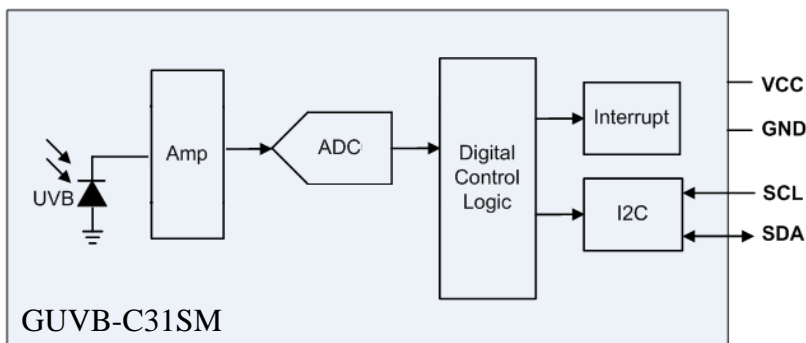 UVB
Amp
ADC
Digital
Control
Logic
Interrupt
I2C
VCC
GND
SCL
SDA
GUVB-C31SM